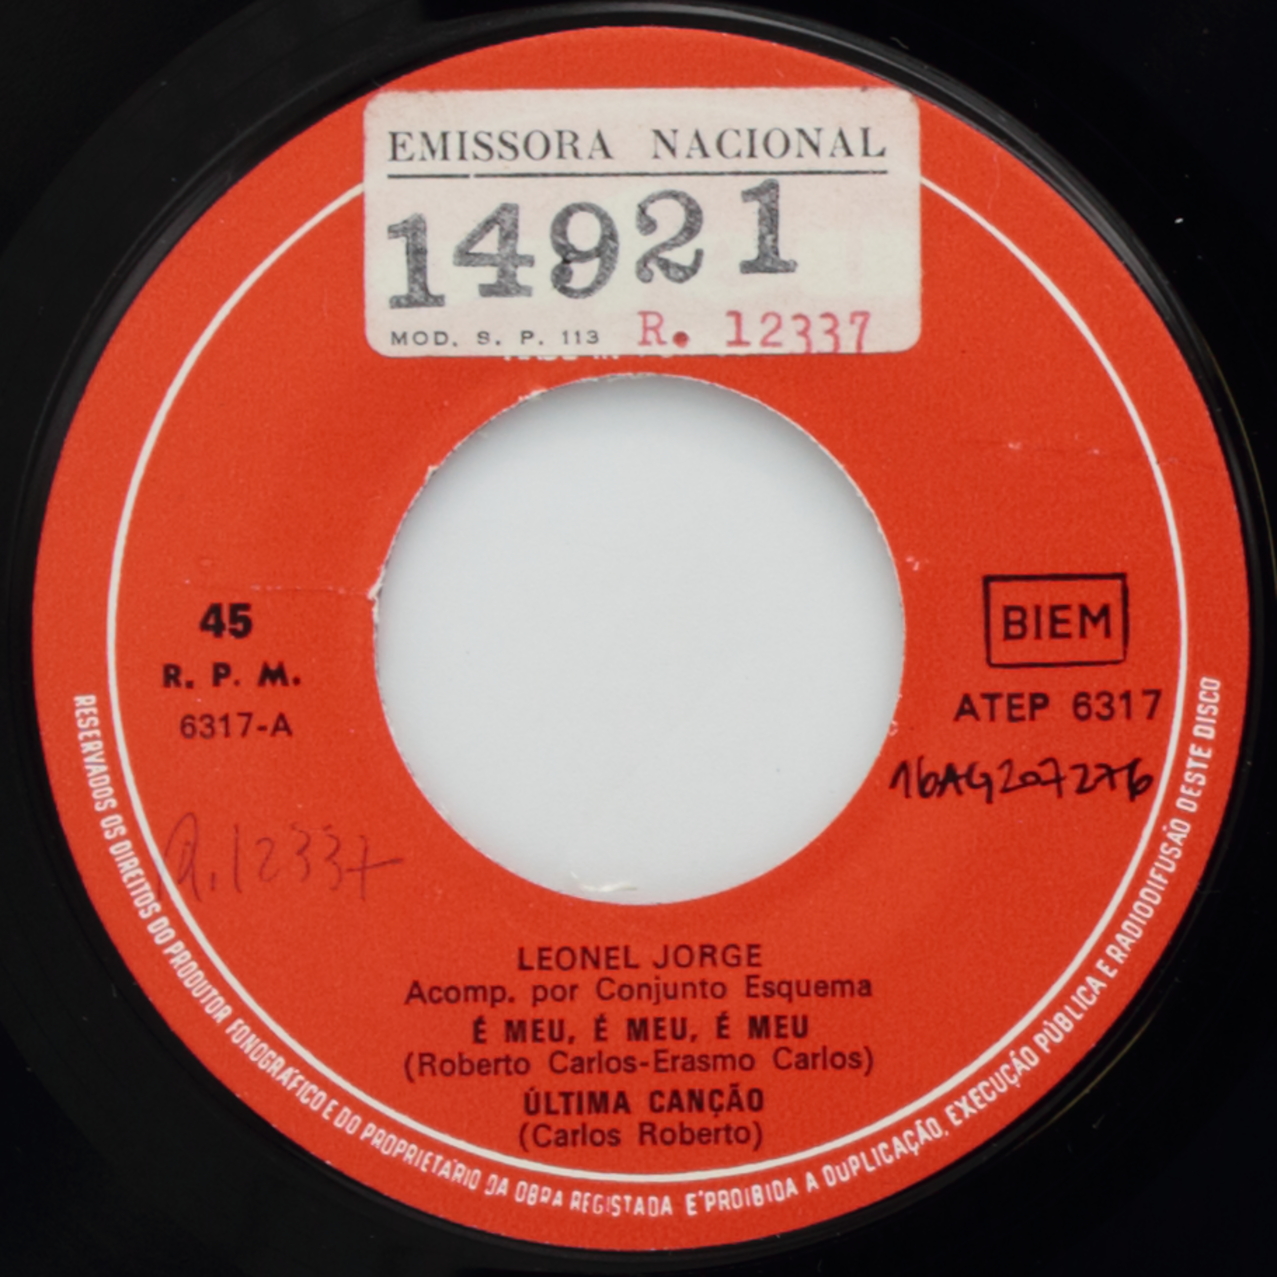 EMISSORA NACIONAL
14921
MOD. S. P. 113 R. 12337
MADE IN
45
R. P. M.
6317-A
BIEM
ATEP 6317
16AG207276
R.12337
LEONEL JORGE
Acomp. por Conjunto Esquema
É MEU, É MEU, É MEU
(Roberto Carlos-Erasmo Carlos)
ÚLTIMA CANÇÃO
(Carlos Roberto)
RESERVADOS OS DIREITOS DO PRODUTOR FONOGRÁFICO E DO PROPRIETÁRIO DA OBRA REGISTADA E'PROIBIDA A DUPLICAÇÃO, EXECUÇÃO PÚBLICA E RADIODIFUSÃO DESTE DISCO